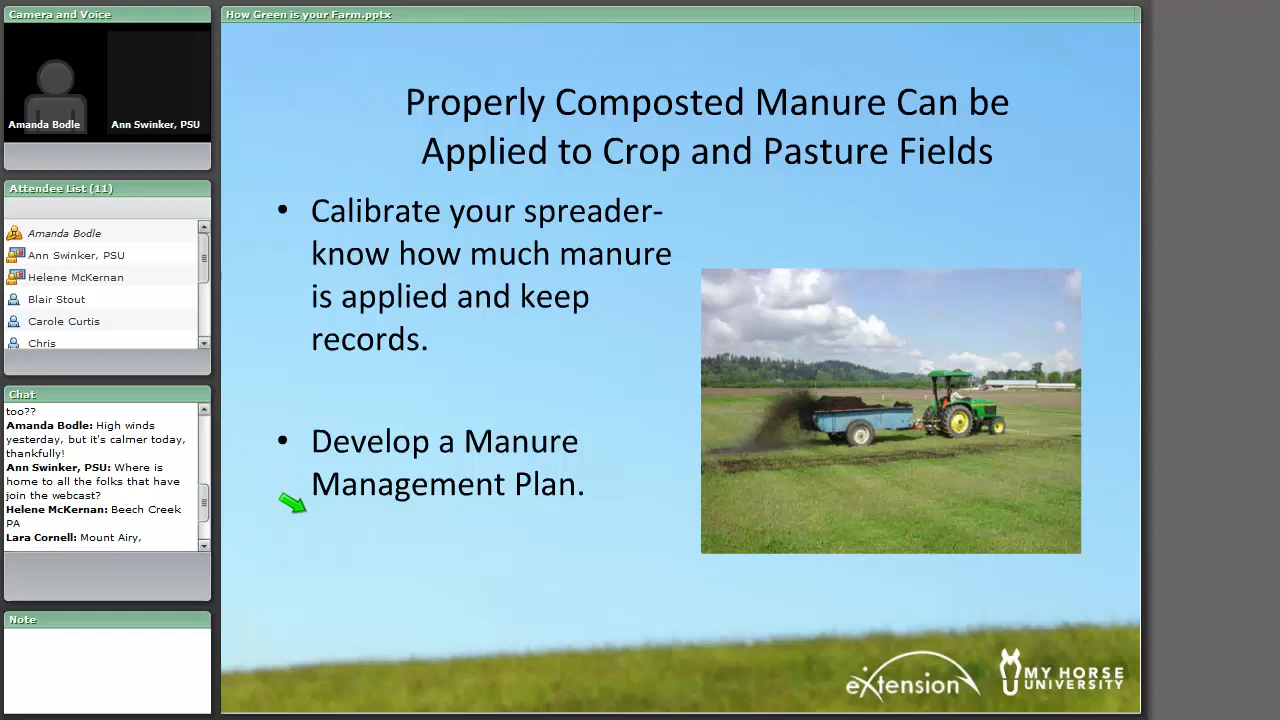 Camera and Voice
Amanda Bodle
Ann Swinker, PSU
Attendee List (11)
Amanda Bodle
Ann Swinker, PSU
Helene McKernan
Blair Stout
Carole Curtis
Chris
Chat
too??
Amanda Bodle: High winds
yesterday, but it's calmer today,
thankfully!
Ann Swinker, PSU: Where is
home to all the folks that have
join the webcast?
Helene McKernan: Beech Creek
PA
Lara Cornell: Mount Airy,
Note
How Green is your Farm.pptx
Properly Composted Manure Can be
Applied to Crop and Pasture Fields
• Calibrate your spreader-
know how much manure
is applied and keep
records.
• Develop a Manure
Management Plan.
eXtension
MY HORSE
UNIVERSITY